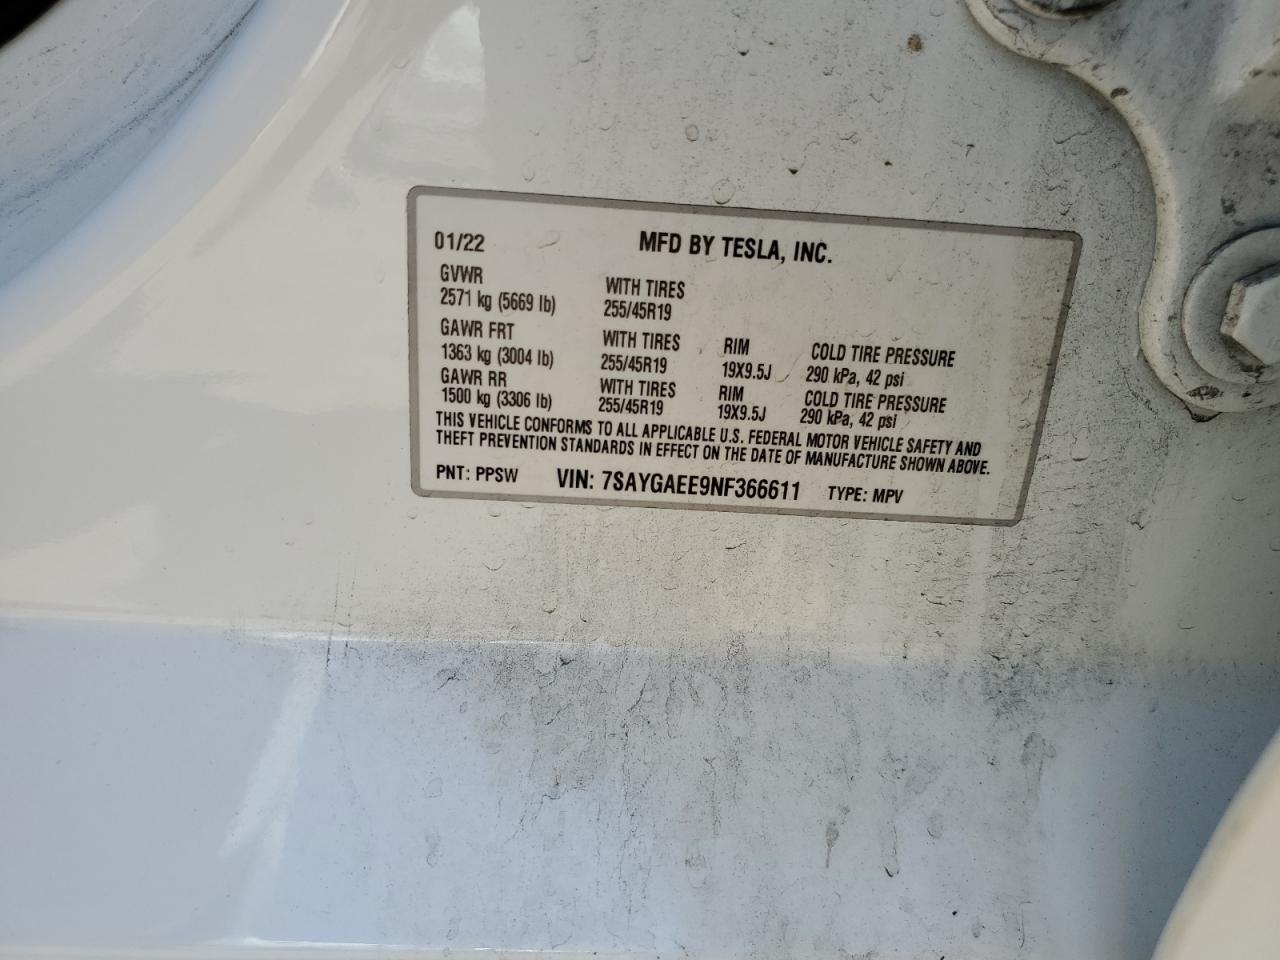 01/22 MFD BY TESLA, INC.
GVWR
2571 kg (5669 lb) WITH TIRES
255/45R19
GAWR FRT
1363 kg (3004 lb) WITH TIRES
255/45R19 RIM
19X9.5J COLD TIRE PRESSURE
290 kPa, 42 psi
GAWR RR
1500 kg (3306 lb) WITH TIRES
255/45R19 RIM
19X9.5J COLD TIRE PRESSURE
290 kPa, 42 psi
THIS VEHICLE CONFORMS TO ALL APPLICABLE U.S. FEDERAL MOTOR VEHICLE SAFETY AND
THEFT PREVENTION STANDARDS IN EFFECT ON THE DATE OF MANUFACTURE SHOWN ABOVE.
PNT: PPSW VIN: 7SAYGAEE9NF366611 TYPE: MPV